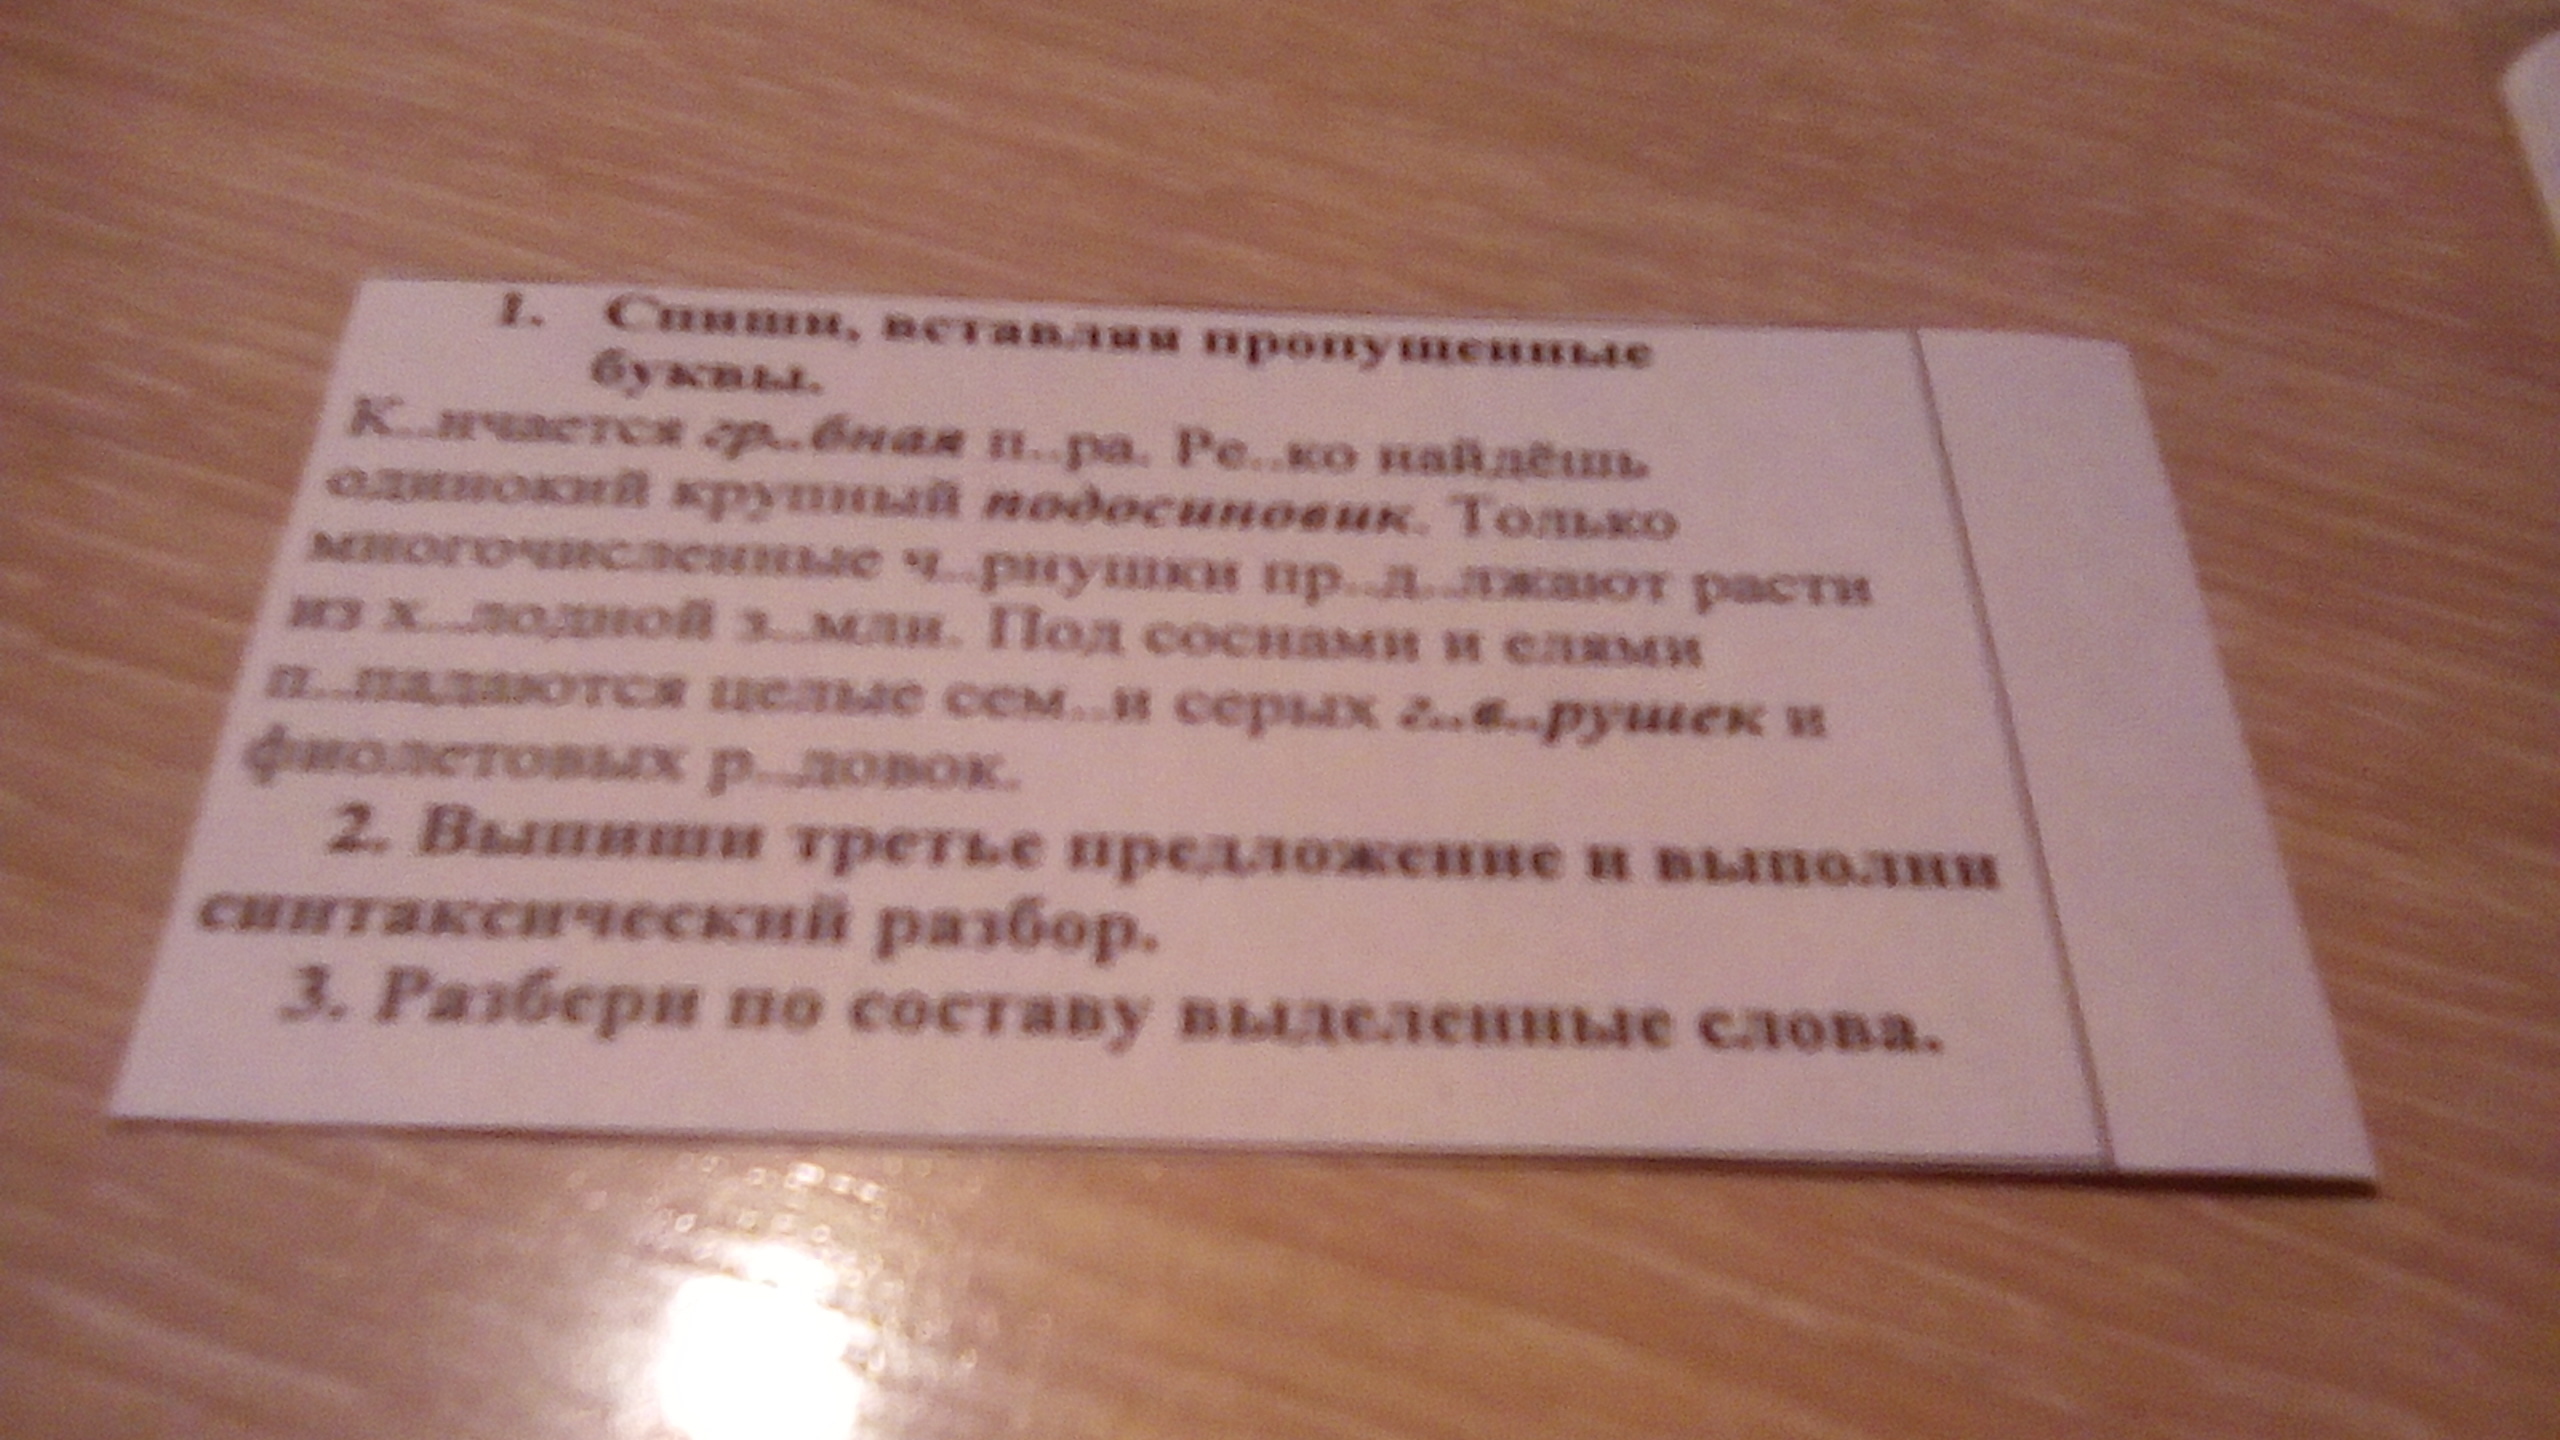 1. Спиши, вставляя пропущенные
буквы.
К..нчается гр..бная п..ра. Ре..ко найдёшь
одинокий крупный подосиновик. Только
многочисленные ч..рнушки пр..д..лжают расти
из х..лодной з..мли. Под соснами и елями
п..падаются целые сем..и серых г..в..рушек и
фиолетовых р..довок.
2. Выпиши третье предложение и выполни
синтаксический разбор.
3. Разбери по составу выделенные слова.